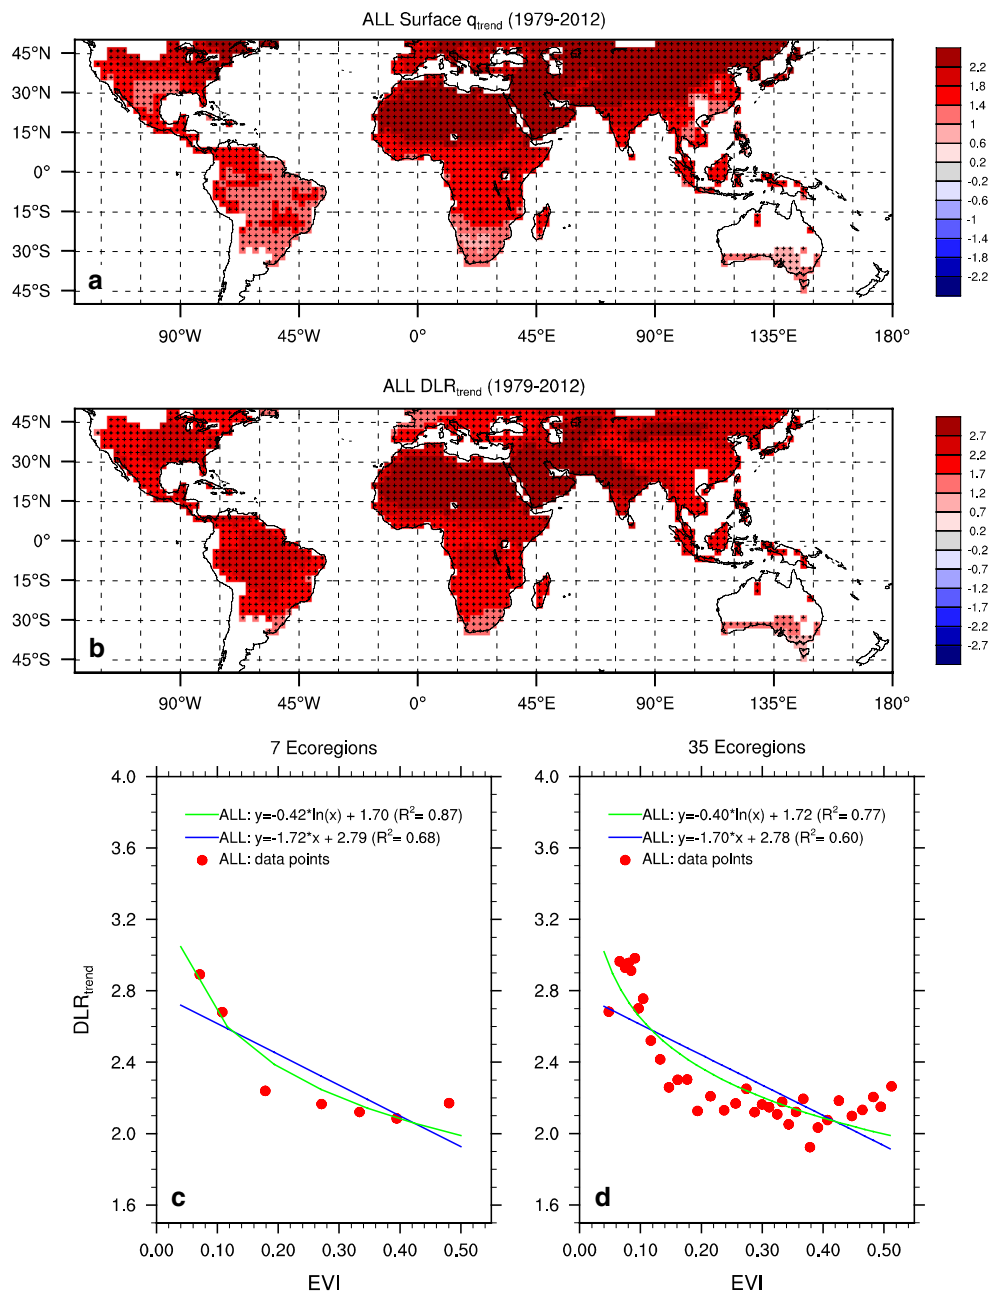 ALL Surface qtrend (1979-2012)
45°N
30°N
15°N
0°
15°S
30°S
45°S
a
90°W 45°W 0° 45°E 90°E 135°E 180°
2.2
1.8
1.4
1
0.6
0.2
-0.2
-0.6
-1
-1.4
-1.8
-2.2
ALL DLRtrend (1979-2012)
45°N
30°N
15°N
0°
15°S
30°S
45°S
b
90°W 45°W 0° 45°E 90°E 135°E 180°
2.7
2.2
1.7
1.2
0.7
0.2
-0.2
-0.7
-1.2
-1.7
-2.2
-2.7
7 Ecoregions
DLRtrend
4.0
3.6
3.2
2.8
2.4
2.0
1.6
ALL: y=-0.42*ln(x) + 1.70 (R²= 0.87)
ALL: y=-1.72*x + 2.79 (R²= 0.68)
ALL: data points
c
0.00 0.10 0.20 0.30 0.40 0.50
EVI
35 Ecoregions
4.0
3.6
3.2
2.8
2.4
2.0
1.6
ALL: y=-0.40*ln(x) + 1.72 (R²= 0.77)
ALL: y=-1.70*x + 2.78 (R²= 0.60)
ALL: data points
d
0.00 0.10 0.20 0.30 0.40 0.50
EVI